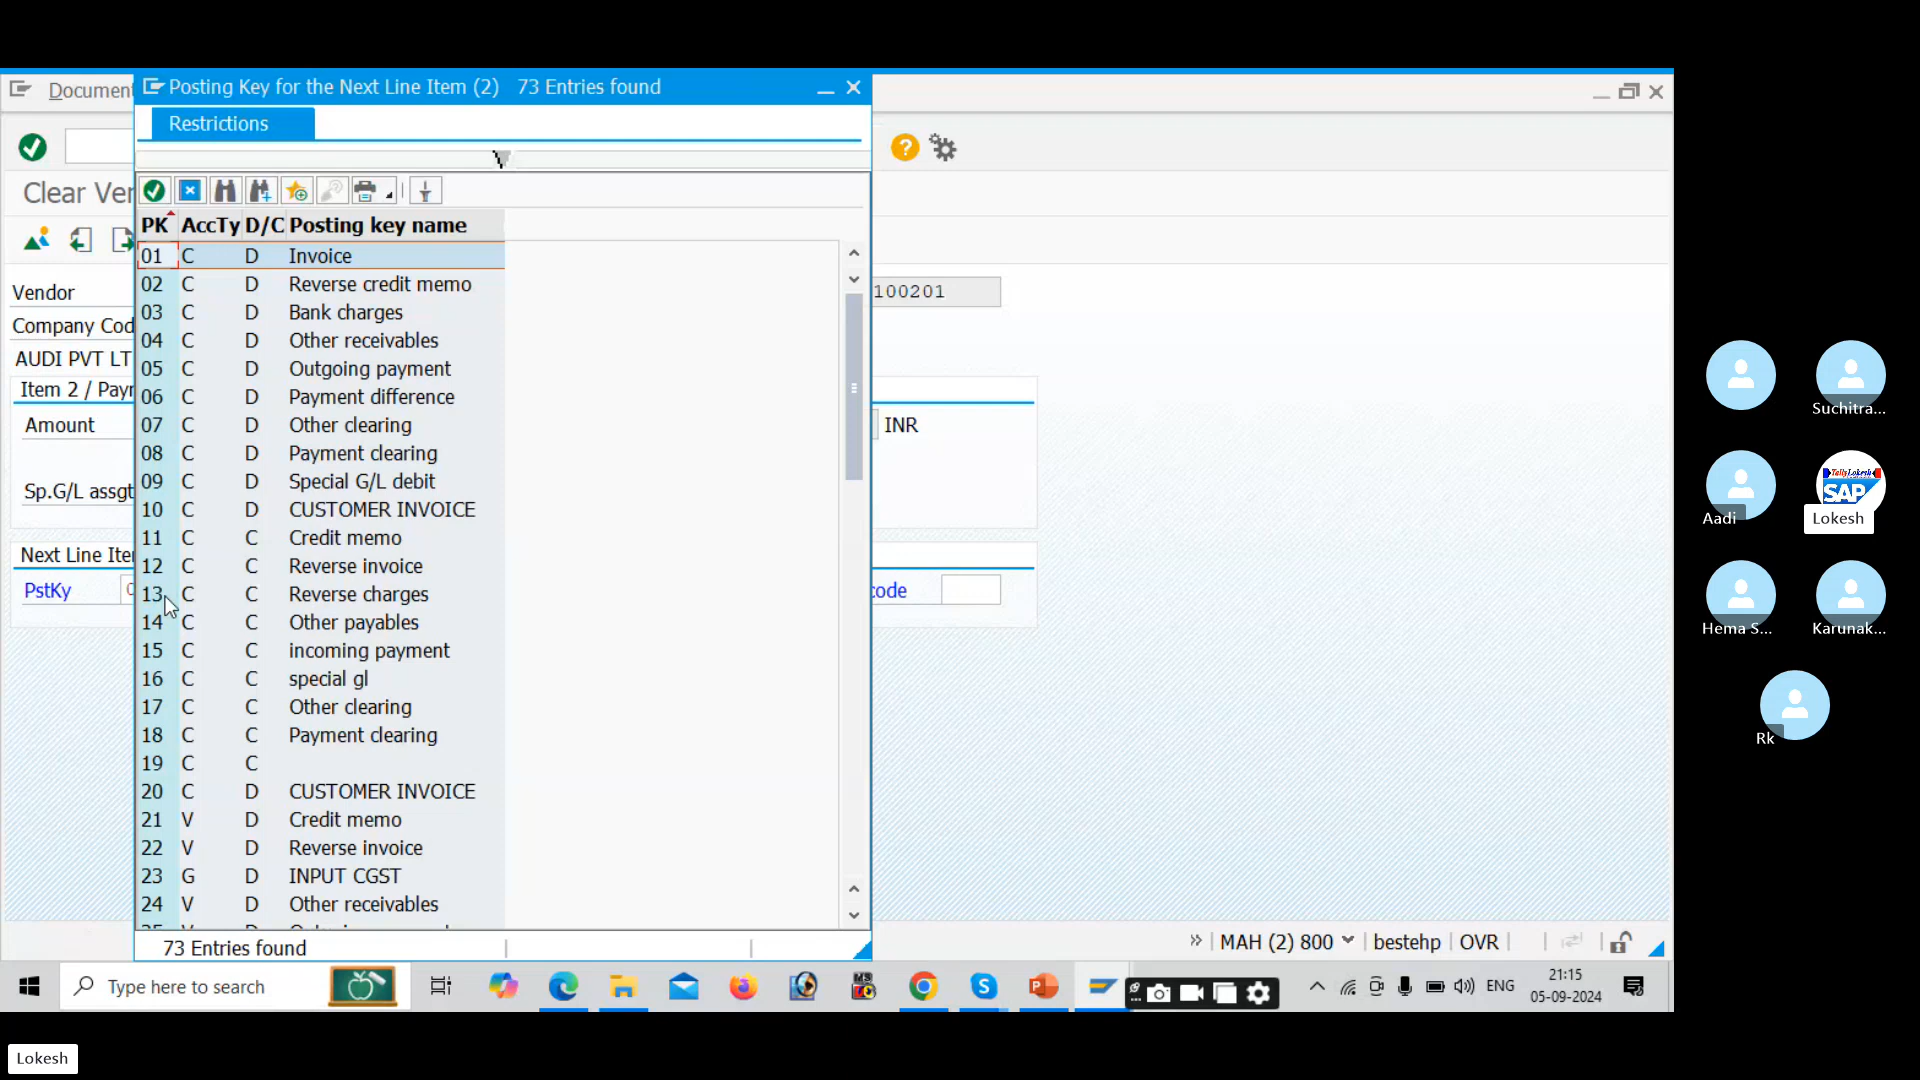 Document
Posting Key for the Next Line Item (2) 73 Entries found
Restrictions
Clear Ver
PK AccTy D/C Posting key name
01 C D Invoice
02 C D Reverse credit memo
03 C D Bank charges
04 C D Other receivables
05 C D Outgoing payment
06 C D Payment difference
07 C D Other clearing
08 C D Payment clearing
09 C D Special G/L debit
10 C D CUSTOMER INVOICE
11 C C Credit memo
12 C C Reverse invoice
13 C C Reverse charges
14 C C Other payables
15 C C incoming payment
16 C C special gl
17 C C Other clearing
18 C C Payment clearing
19 C C
20 C D CUSTOMER INVOICE
21 V D Credit memo
22 V D Reverse invoice
23 G D INPUT CGST
24 V D Other receivables
73 Entries found
Vendor
100201
Company Cod
AUDI PVT LT
Item 2 / Payr
Amount
INR
Sp.G/L assgt
Next Line Iter
PstKy
code
MAH (2) 800 bestehp OVR
Type here to search
ENG
21:15
05-09-2024
Suchitra...
Aadi
SAP
Lokesh
Hema S...
Karunak...
Rk
Lokesh